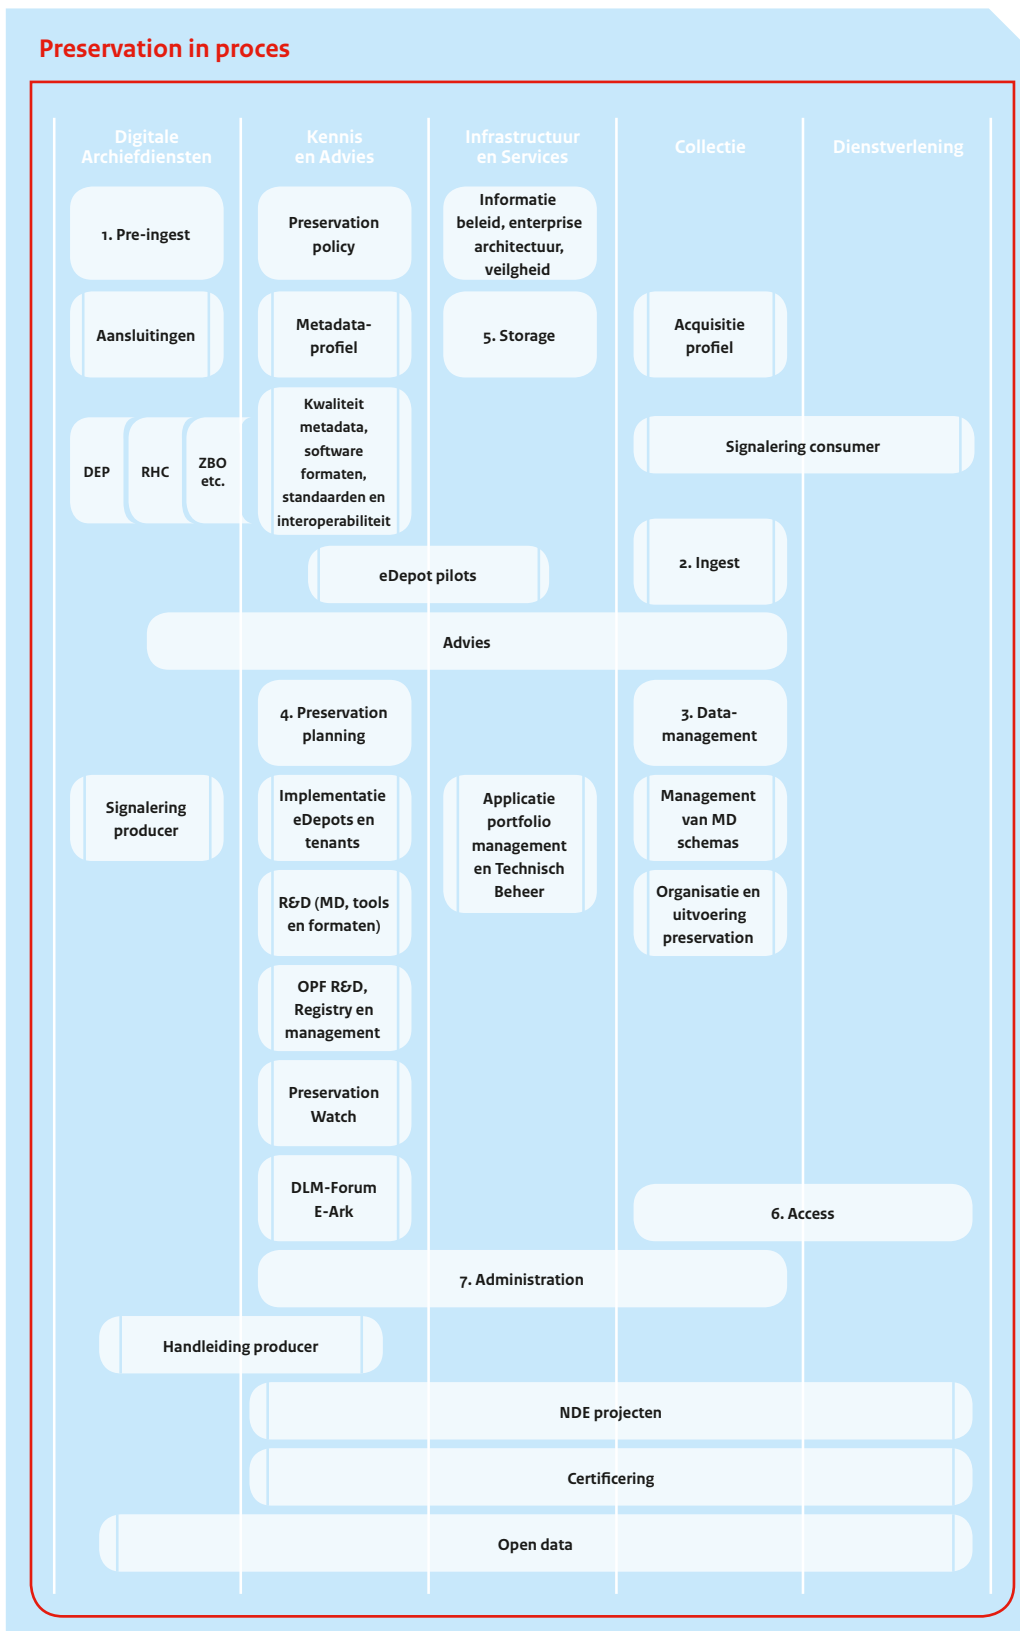 Preservation in proces
Digitale
Archiefdiensten
Kennis
en Advies
Infrastructuur
en Services
Collectie
Dienstverlening
1. Pre-ingest
Preservation
policy
Informatie
beleid, enterprise
architectuur,
veilgheid
Aansluitingen
Metadata-
profiel
5. Storage
Acquisitie
profiel
DEP
RHC
ZBO
etc.
Kwaliteit
metadata,
software
formaten,
standaarden en
interoperabiliteit
Signalering consumer
eDepot pilots
2. Ingest
Advies
4. Preservation
planning
3. Data-
management
Signalering
producer
Implementatie
eDepots en
tenants
Applicatie
portfolio
management
en Technisch
Beheer
Management
van MD
schemas
R&D (MD, tools
en formaten)
Organisatie en
uitvoering
preservation
OPF R&D,
Registry en
management
Preservation
Watch
DLM-Forum
E-Ark
6. Access
7. Administration
Handleiding producer
NDE projecten
Certificering
Open data